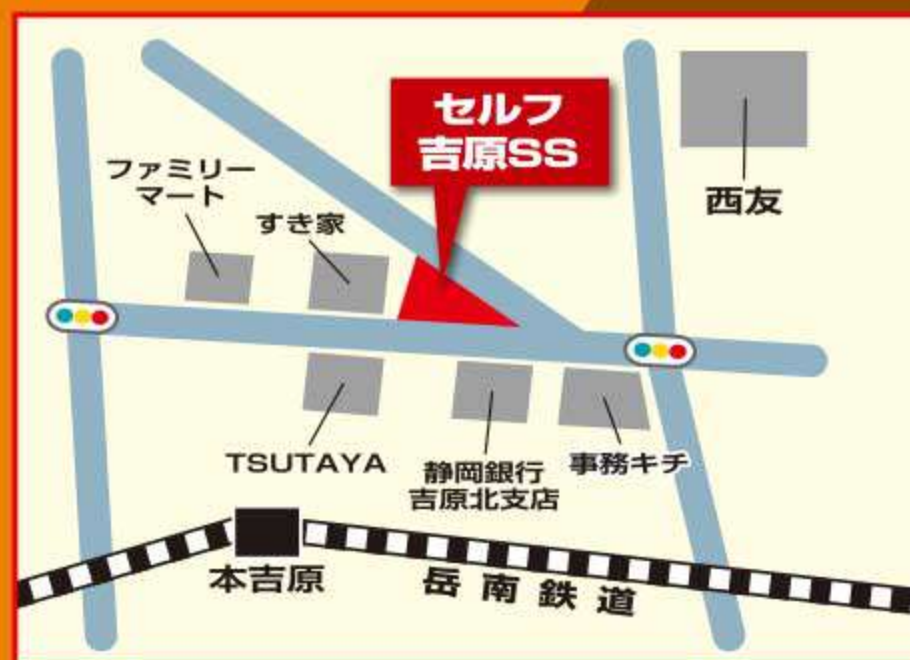 セルフ
吉原SS
西友
ファミリー
マート
すき家
TSUTAYA
静岡銀行
吉原北支店
事務キチ
本吉原
岳南鉄道